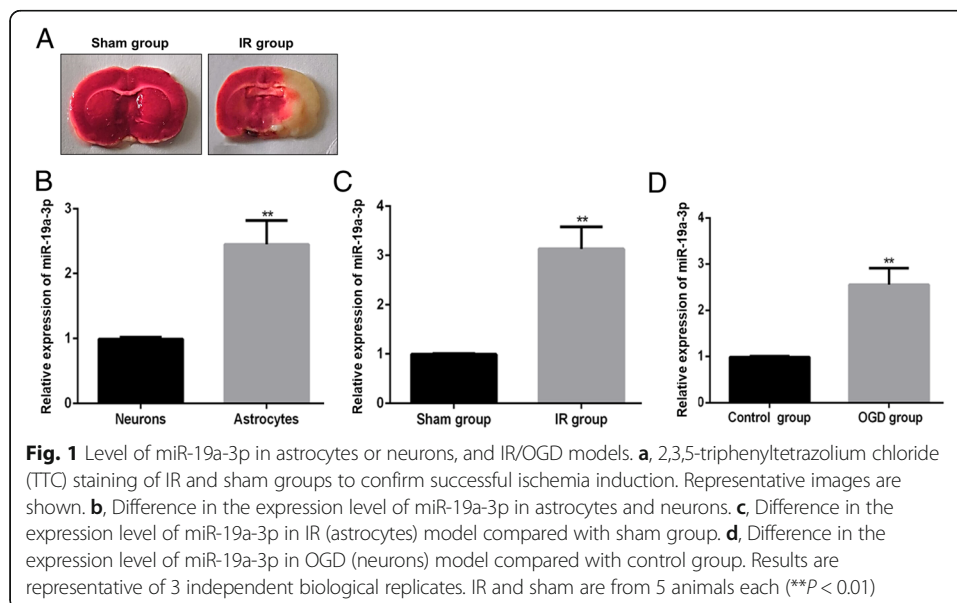 A
Sham group
IR group
B
Relative expression of miR-19a-3p
3
2
1
0
**
Neurons
Astrocytes
C
Relative expression of miR-19a-3p
4
3
2
1
0
**
Sham group
IR group
D
Relative expression of miR-19a-3p
4
3
2
1
0
**
Control group
OGD group
Fig. 1 Level of miR-19a-3p in astrocytes or neurons, and IR/OGD models. a, 2,3,5-triphenyltetrazolium chloride
(TTC) staining of IR and sham groups to confirm successful ischemia induction. Representative images are
shown. b, Difference in the expression level of miR-19a-3p in astrocytes and neurons. c, Difference in the
expression level of miR-19a-3p in IR (astrocytes) model compared with sham group. d, Difference in the
expression level of miR-19a-3p in OGD (neurons) model compared with control group. Results are
representative of 3 independent biological replicates. IR and sham are from 5 animals each (**P < 0.01)